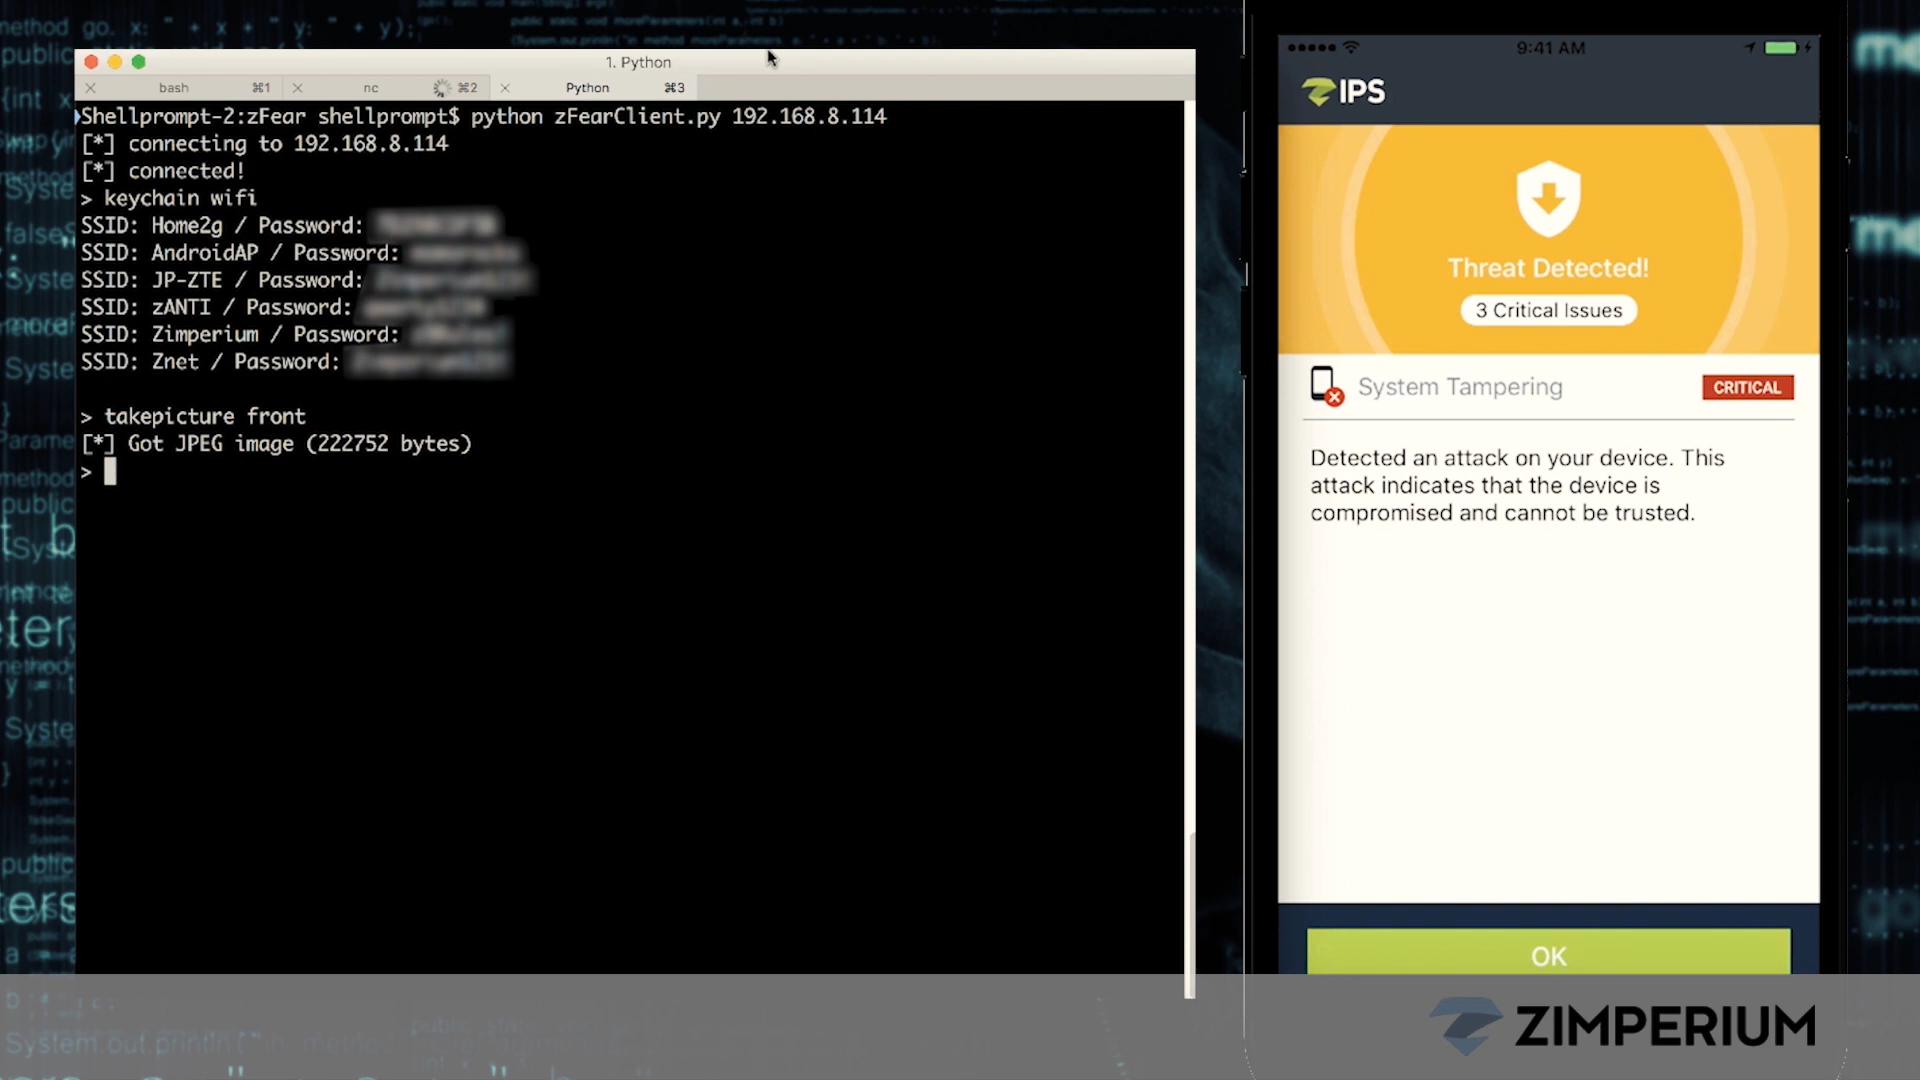 1. Python
bash ⌘1
nc ⌘2
Python ⌘3
Shellprompt-2:zFear shellprompt$ python zFearClient.py 192.168.8.114
[*] connecting to 192.168.8.114
[*] connected!
> keychain wifi
SSID: Home2g / Password:
SSID: AndroidAP / Password:
SSID: JP-ZTE / Password:
SSID: zANTI / Password:
SSID: Zimperium / Password:
SSID: Znet / Password:
> takepicture front
[*] Got JPEG image (222752 bytes)
>
9:41 AM
IPS
Threat Detected!
3 Critical Issues
System Tampering
CRITICAL
Detected an attack on your device. This
attack indicates that the device is
compromised and cannot be trusted.
OK
ZIMPERIUM